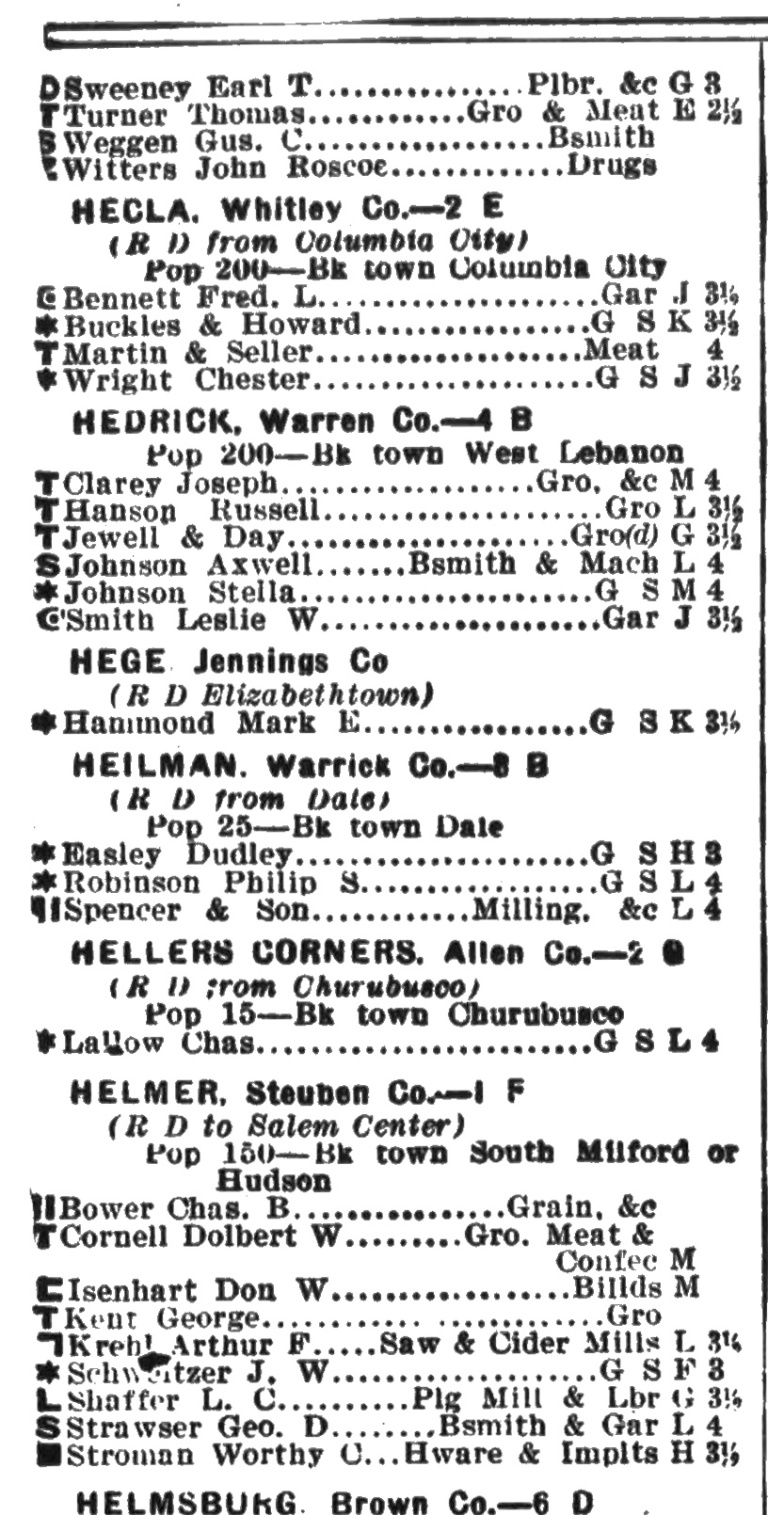 D Sweeney Earl T................Plbr. &c G 3
T Turner Thomas............Gro & Meat E 2½
S Weggen Gus. C...................Bsmith
Witters John Roscoe.............Drugs
HECLA. Whitley Co.—2 E
(R D from Columbia City)
Pop 200—Bk town Columbia City
C Bennett Fred. L....................Gar J 3½
* Buckles & Howard................G S K 3½
T Martin & Seller...................Meat 4
* Wright Chester....................G S J 3½
HEDRICK, Warren Co.—4 B
Pop 200—Bk town West Lebanon
T Clarey Joseph..................Gro, &c M 4
T Hanson Russell....................Gro L 3½
T Jewell & Day....................Gro(d) G 3½
S Johnson Axwell.......Bsmith & Mach L 4
* Johnson Stella.....................G S M 4
C Smith Leslie W....................Gar J 3½
HEGE Jennings Co
(R D Elizabethtown)
* Hammond Mark E................G S K 3½
HEILMAN. Warrick Co.—8 B
(R D from Dale)
Pop 25—Bk town Dale
* Easley Dudley.....................G S H 3
* Robinson Philip S.................G S L 4
Spencer & Son............Milling, &c L 4
HELLERS CORNERS. Allen Co.—2
(R D from Churubusco)
Pop 15—Bk town Churubusco
* Lallow Chas........................G S L 4
HELMER, Steuben Co.—1 F
(R D to Salem Center)
Pop 150—Bk town South Milford or
Hudson
Bower Chas. B................Grain, &c
T Cornell Dolbert W.........Gro. Meat &
Confec M
Isenhart Don W..................Billds M
T Kent George..........................Gro
Krehl Arthur F.....Saw & Cider Mills L 3½
* Schweitzer J. W....................G S F 3
L Shaffer L. C..........Plg Mill & Lbr G 3½
S Strawser Geo. D........Bsmith & Gar L 4
■ Stroman Worthy C...Hware & Implts H 3½
HELMSBURG. Brown Co.—6 D